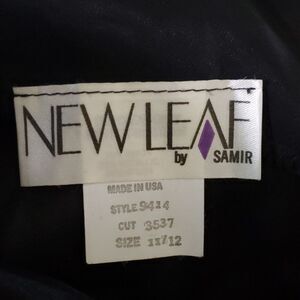 NEW LEAF
by SAMIR
MADE IN USA
STYLE 9414
CUT 3537
SIZE 11/12